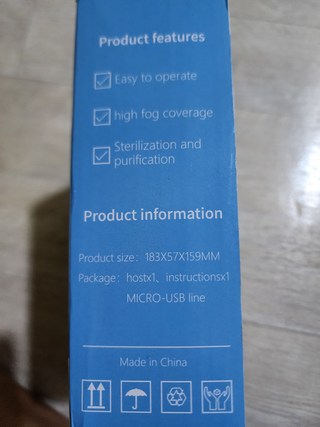 Product features
Easy to operate
high fog coverage
Sterilization and
purification
Product information
Product size： 183X57X159MM
Package： hostx1、instructionsx1
MICRO-USB line
Made in China